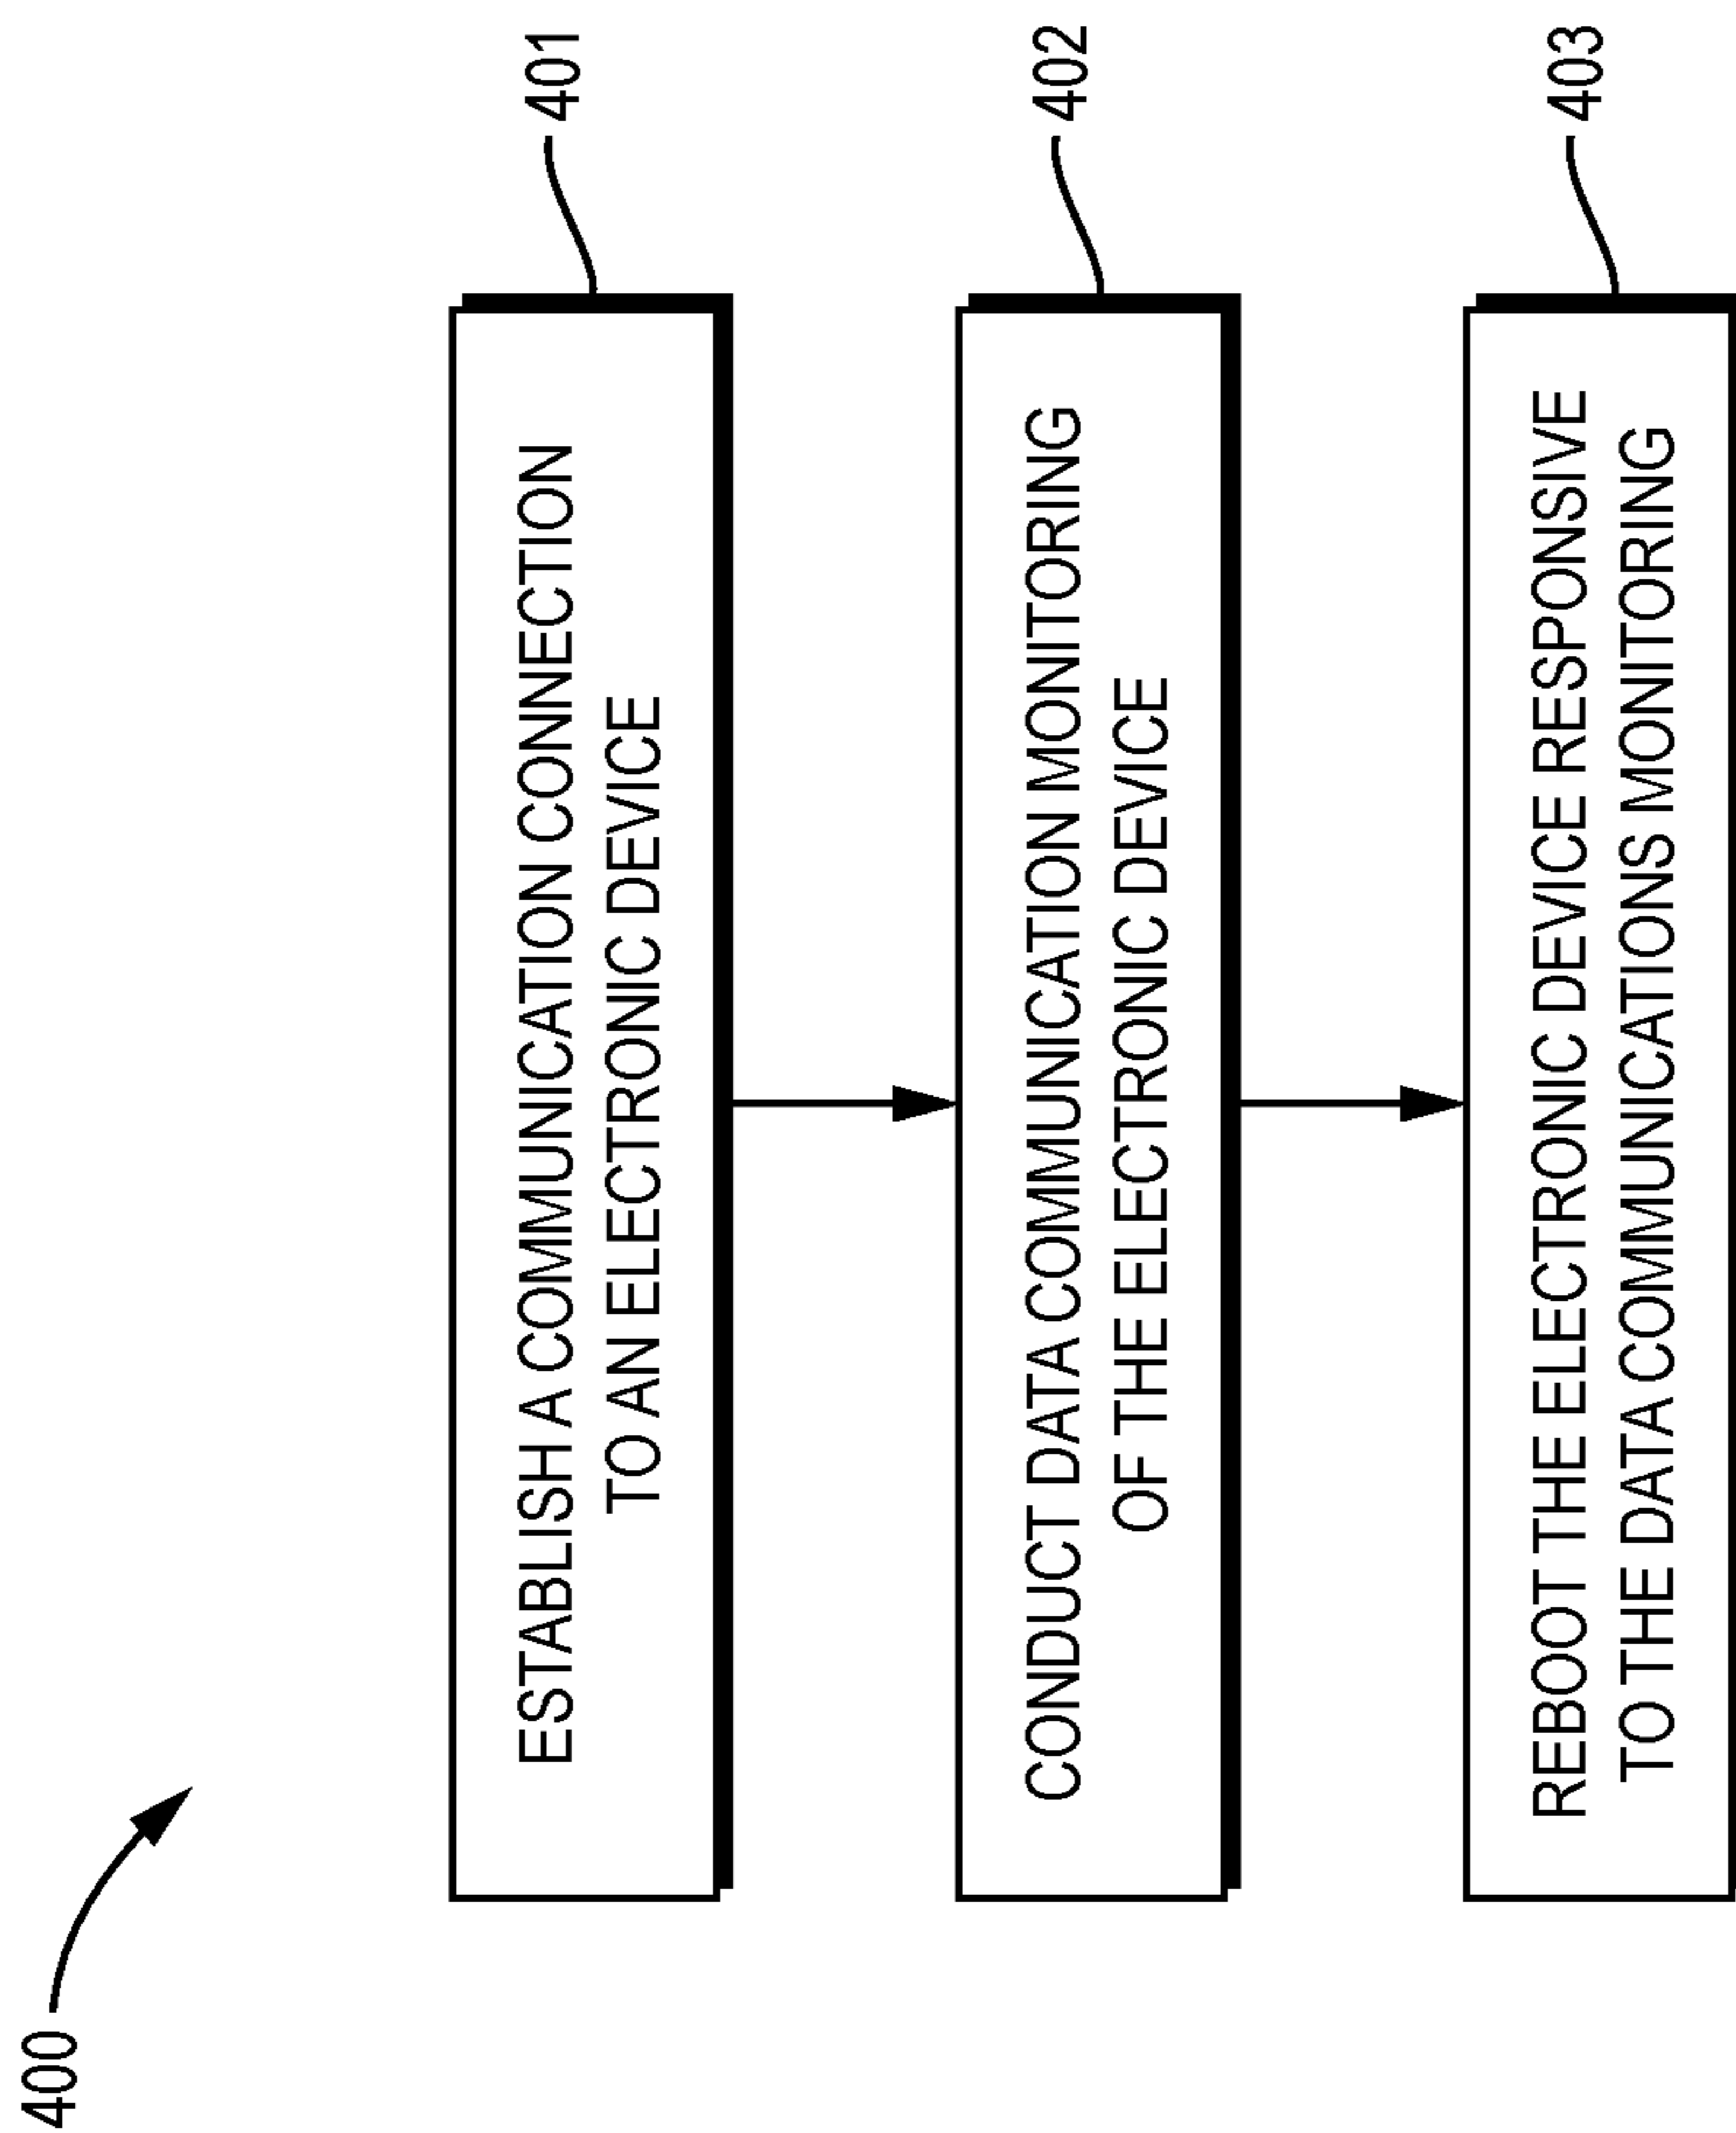 400
ESTABLISH A COMMUNICATION CONNECTION
TO AN ELECTRONIC DEVICE
401
CONDUCT DATA COMMUNICATION MONITORING
OF THE ELECTRONIC DEVICE
402
REBOOT THE ELECTRONIC DEVICE RESPONSIVE
TO THE DATA COMMUNICATIONS MONITORING
403